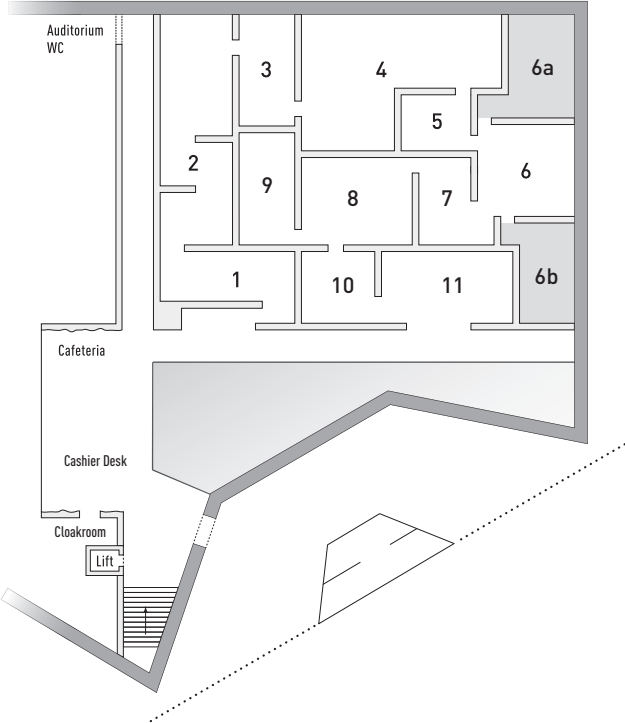 Auditorium
WC
3
4
6a
5
2
9
8
7
6
1
10
11
6b
Cafeteria
Cashier Desk
Cloakroom
Lift